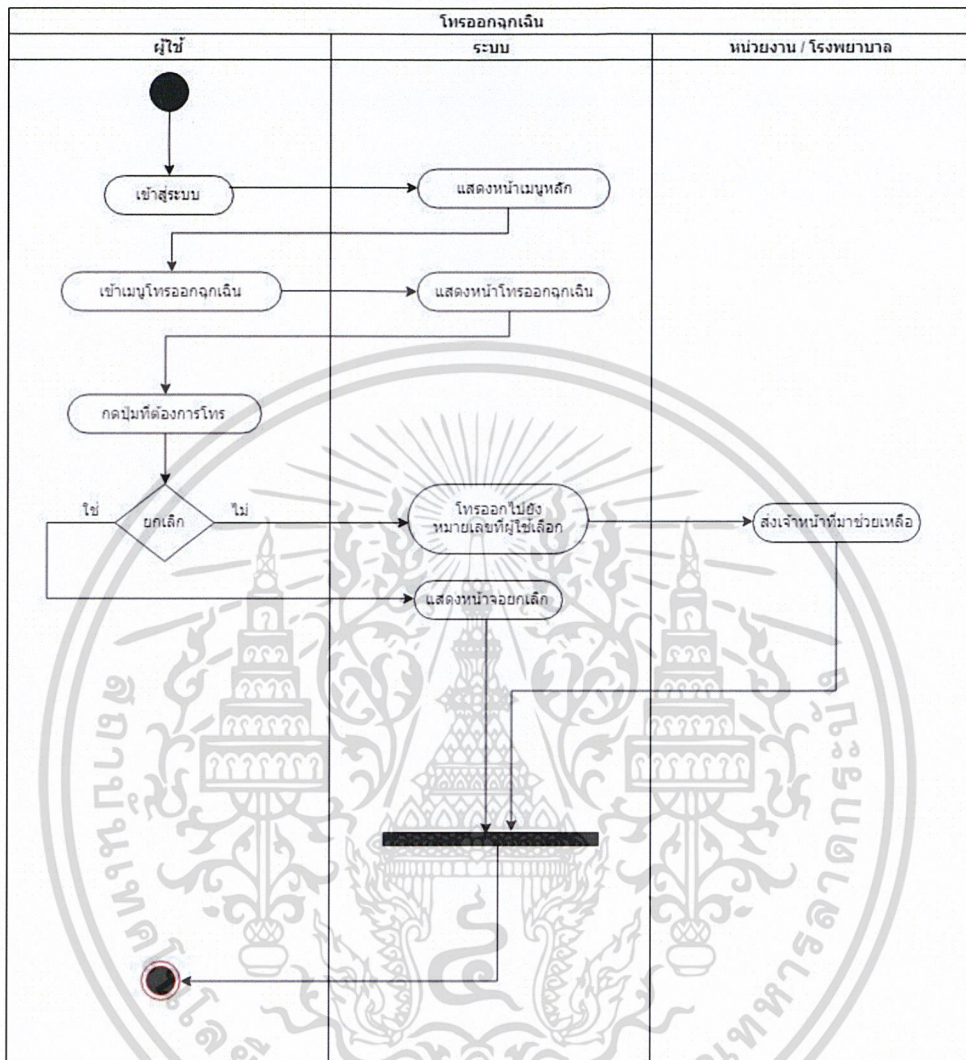 โทรออกฉุกเฉิน
ผู้ใช้
ระบบ
หน่วยงาน / โรงพยาบาล
เข้าสู่ระบบ
แสดงหน้าเมนูหลัก
เข้าเมนูโทรออกฉุกเฉิน
แสดงหน้าโทรออกฉุกเฉิน
กดปุ่มที่ต้องการโทร
ใช่
ยกเลิก
ไม่
โทรออกไปยัง
หมายเลขที่ผู้ใช้เลือก
ส่งเจ้าหน้าที่มาช่วยเหลือ
แสดงหน้าจอยกเลิก